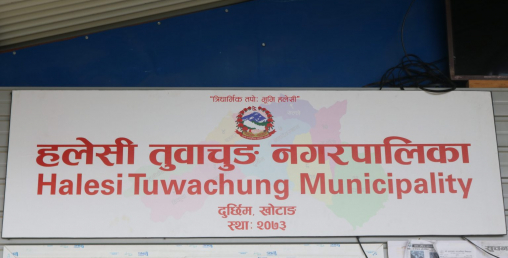 "त्रिधार्मिक तपोः भूमि हलेसी"
हलेसी तुवाचुङ नगरपालिका
Halesi Tuwachung Municipality
दुर्छिम, खोटाङ
स्थाः २०७३